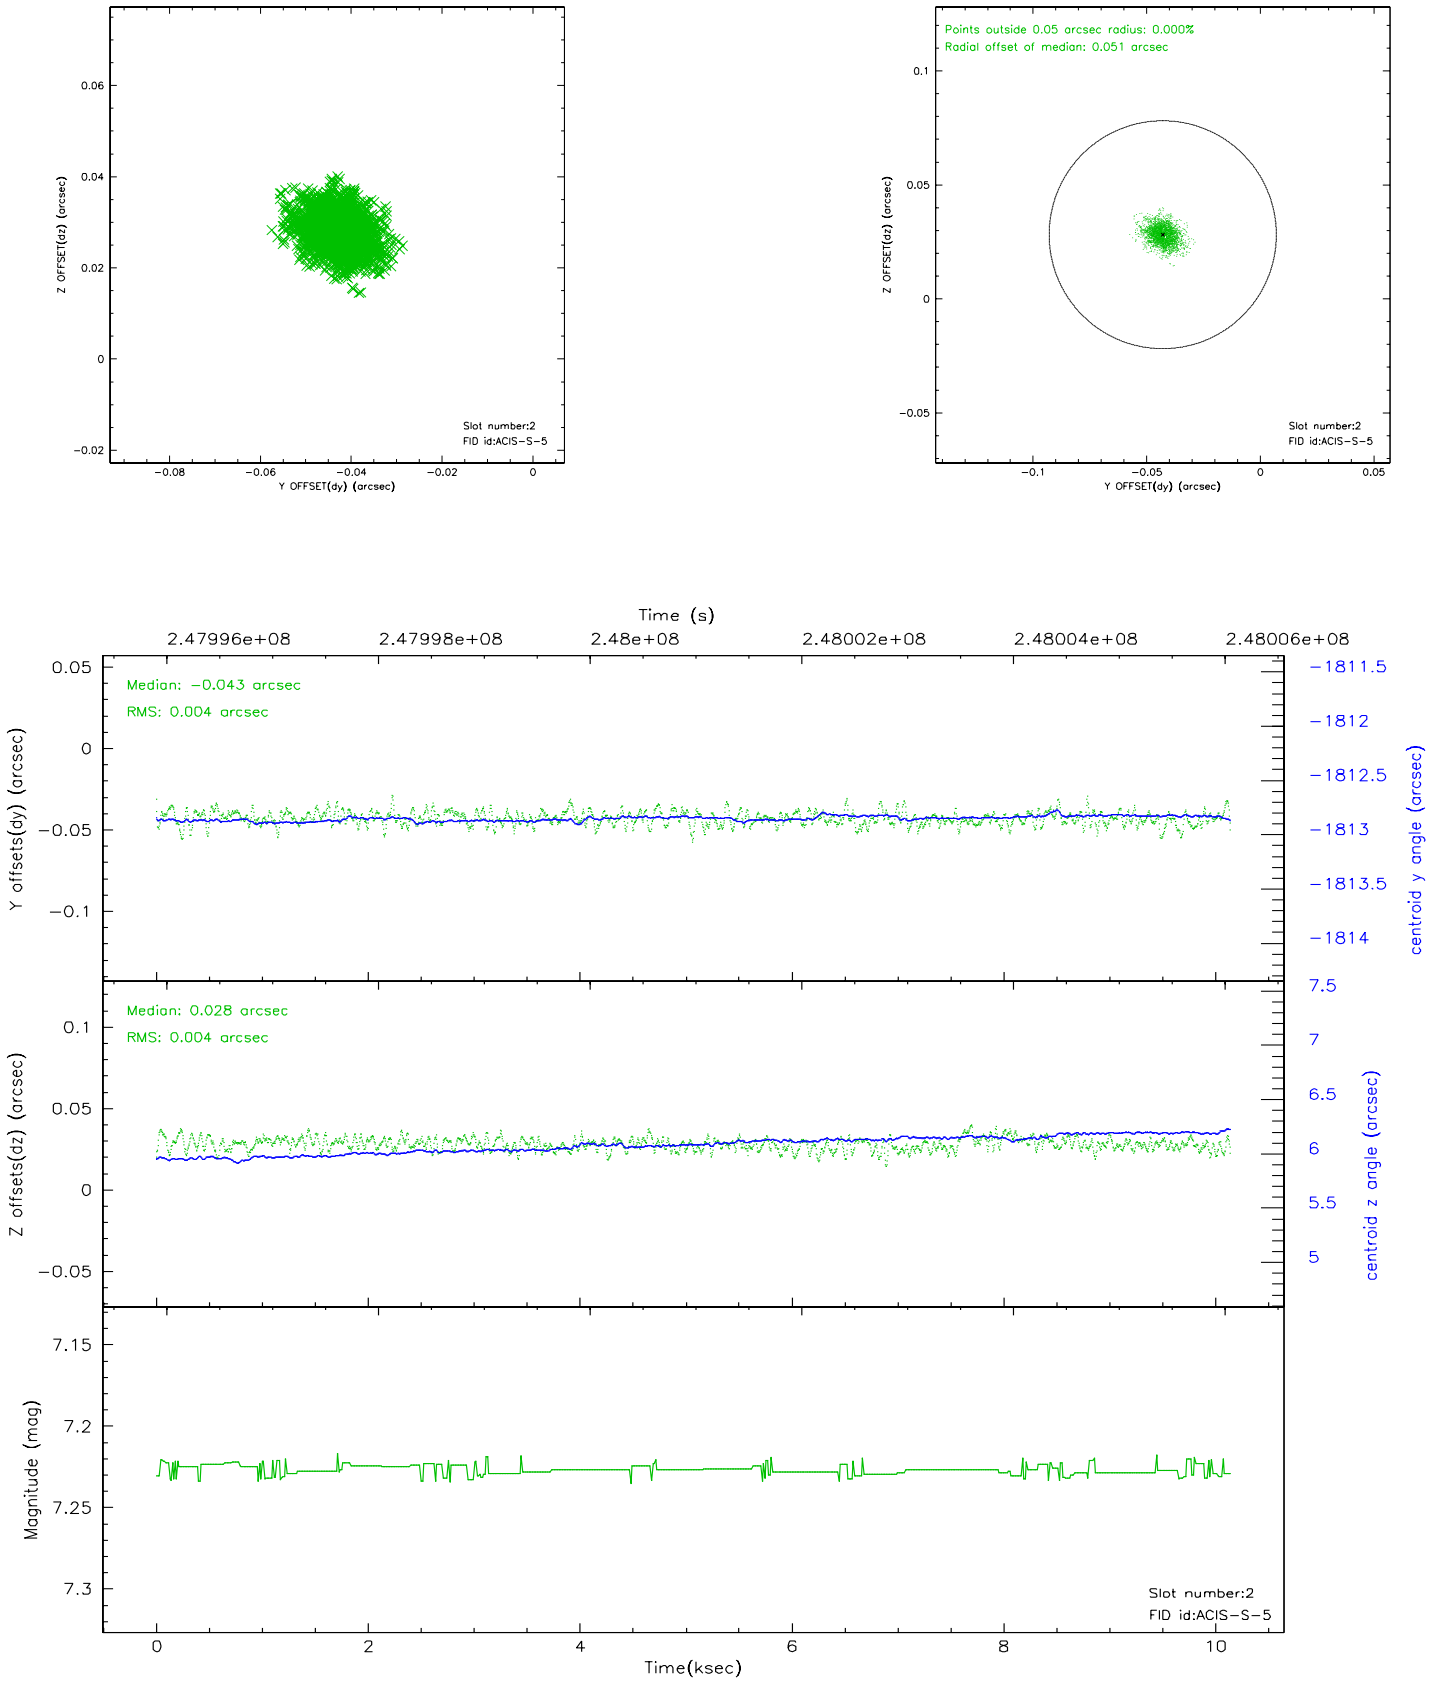 0.06
0.04
0.02
0
-0.02
Z OFFSET(dz) (arcsec)
-0.08 -0.06 -0.04 -0.02 0
Y OFFSET(dy) (arcsec)
Slot number:2
FID id:ACIS-S-5
Points outside 0.05 arcsec radius: 0.000%
Radial offset of median: 0.051 arcsec
0.1
0.05
0
-0.05
Z OFFSET(dz) (arcsec)
-0.1 -0.05 0 0.05
Y OFFSET(dy) (arcsec)
Slot number:2
FID id:ACIS-S-5
Time (s)
2.47996e+08 2.47998e+08 2.48e+08 2.48002e+08 2.48004e+08 2.48006e+08
Median: -0.043 arcsec
RMS: 0.004 arcsec
0.05
0
-0.05
-0.1
Y offsets(dy) (arcsec)
-1811.5
-1812
-1812.5
-1813
-1813.5
-1814
centroid y angle (arcsec)
Median: 0.028 arcsec
RMS: 0.004 arcsec
0.1
0.05
0
-0.05
Z offsets(dz) (arcsec)
7.5
7
6.5
6
5.5
5
centroid z angle (arcsec)
7.15
7.2
7.25
7.3
Magnitude (mag)
Slot number:2
FID id:ACIS-S-5
0 2 4 6 8 10
Time(ksec)